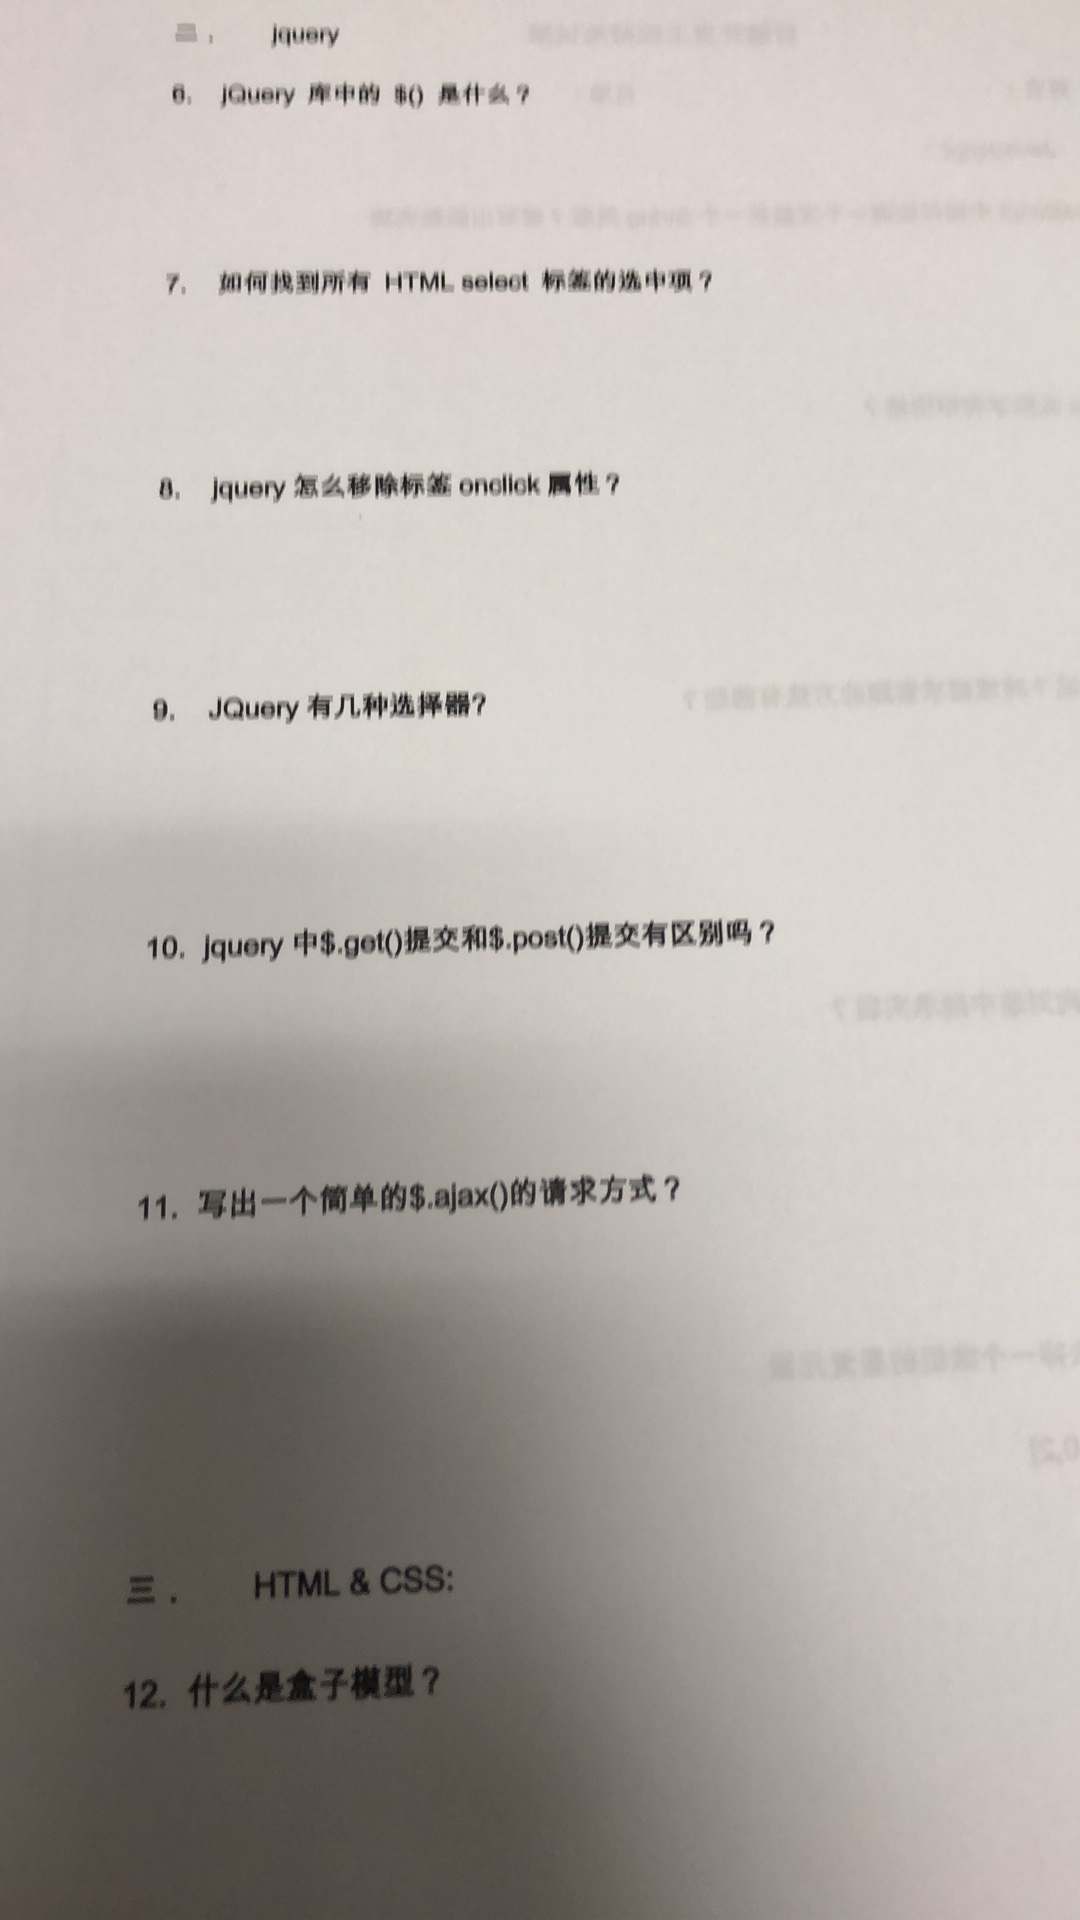 二. jquery
6. jQuery 库中的 $() 是什么？
7. 如何找到所有 HTML select 标签的选中项？
8. jquery 怎么移除标签 onclick 属性？
9. JQuery 有几种选择器?
10. jquery 中$.get()提交和$.post()提交有区别吗？
11. 写出一个简单的$.ajax()的请求方式？
三. HTML & CSS:
12. 什么是盒子模型？